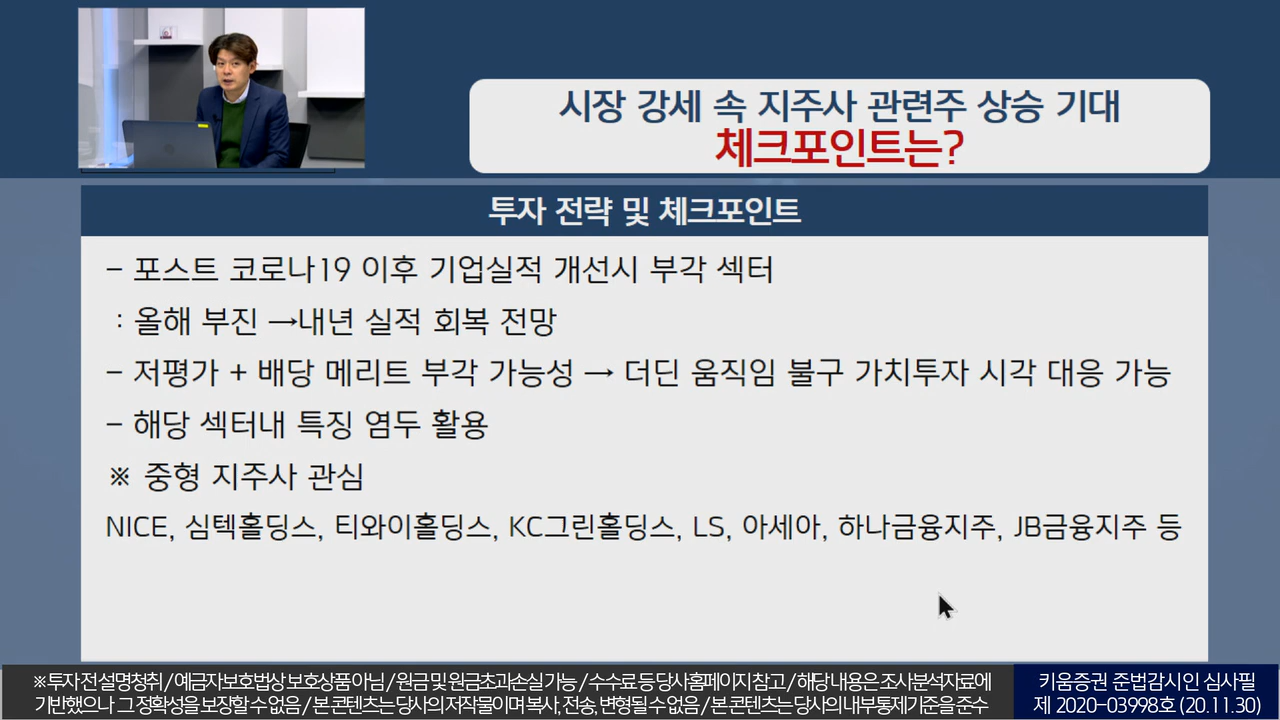 시장 강세 속 지주사 관련주 상승 기대
체크포인트는?
투자 전략 및 체크포인트
– 포스트 코로나19 이후 기업실적 개선시 부각 섹터
: 올해 부진 →내년 실적 회복 전망
– 저평가 + 배당 메리트 부각 가능성 → 더딘 움직임 불구 가치투자 시각 대응 가능
– 해당 섹터내 특징 염두 활용
※ 중형 지주사 관심
NICE, 심텍홀딩스, 티와이홀딩스, KC그린홀딩스, LS, 아세아, 하나금융지주, JB금융지주 등
※ 투자 전 설명청취 / 예금자보호법상 보호상품 아님 / 원금 및 원금초과손실 가능 / 수수료 등 당사홈페이지 참고 / 해당 내용은 조사분석자료에
기반했으나 그 정확성을 보장할 수 없음 / 본 콘텐츠는 당사의 저작물이며 복사, 전송, 변형될 수 없음 / 본 콘텐츠는 당사의 내부통제기준을 준수
키움증권 준법감시인 심사필
제 2020-03998호 (20.11.30)